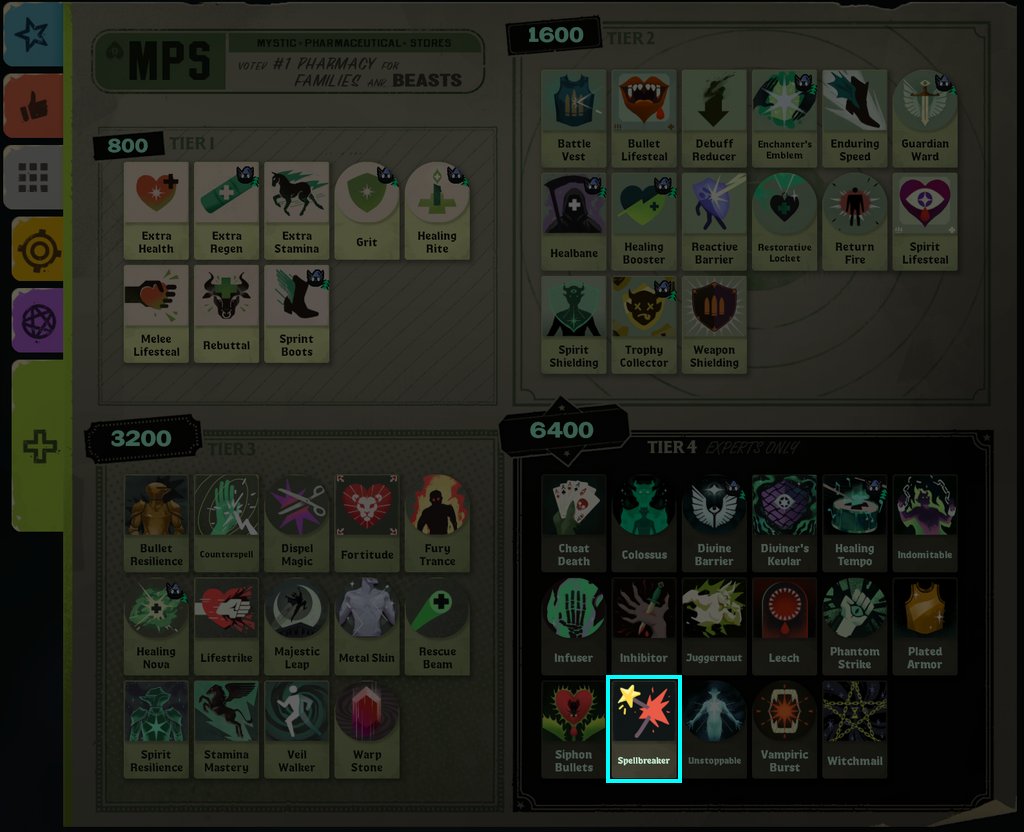 MPS
MYSTIC • PHARMACEUTICAL • STORES
VOTED #1 PHARMACY FOR
FAMILIES AND BEASTS
800 TIER 1
Extra
Health
Extra
Regen
Extra
Stamina
Grit
Healing
Rite
Melee
Lifesteal
Rebuttal
Sprint
Boots
1600 TIER 2
Battle
Vest
Bullet
Lifesteal
Debuff
Reducer
Enchanter's
Emblem
Enduring
Speed
Guardian
Ward
Healbane
Healing
Booster
Reactive
Barrier
Restorative
Locket
Return
Fire
Spirit
Lifesteal
Spirit
Shielding
Trophy
Collector
Weapon
Shielding
3200 TIER 3
Bullet
Resilience
Counterspell
Dispel
Magic
Fortitude
Fury
Trance
Healing
Nova
Lifestrike
Majestic
Leap
Metal Skin
Rescue
Beam
Spirit
Resilience
Stamina
Mastery
Veil
Walker
Warp
Stone
6400 TIER 4 EXPERTS ONLY
Cheat
Death
Colossus
Divine
Barrier
Diviner's
Kevlar
Healing
Tempo
Indomitable
Infuser
Inhibitor
Juggernaut
Leech
Phantom
Strike
Plated
Armor
Siphon
Bullets
Spellbreaker
Unstoppable
Vampiric
Burst
Witchmail